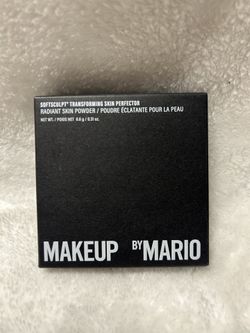 SOFTSCULPT® TRANSFORMING SKIN PERFECTOR
RADIANT SKIN POWDER / POUDRE ÉCLATANTE POUR LA PEAU
NET WT. / POIDS NET 8.8 g / 0.31 oz.
MAKEUP BY MARIO